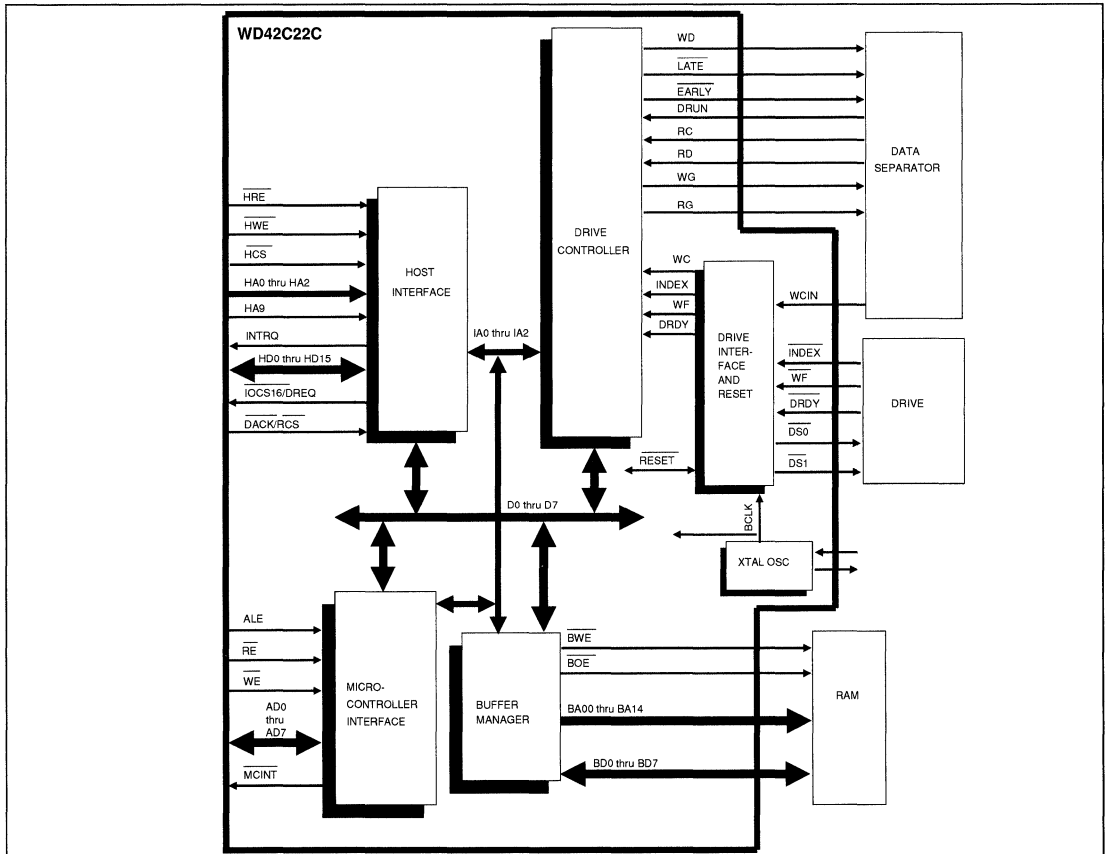 WD42C22C
WD
LATE
EARLY
DRUN
RC
RD
WG
RG
DATA
SEPARATOR
HRE
HWE
HCS
HA0 thru HA2
HA9
INTRQ
HD0 thru HD15
IOCS16/DREQ
DACK/RCS
HOST
INTERFACE
IA0 thru IA2
DRIVE
CONTROLLER
WC
INDEX
WF
DRDY
DRIVE
INTER-
FACE
AND
RESET
WCIN
INDEX
WF
DRDY
DS0
DS1
DRIVE
RESET
D0 thru D7
BCLK
XTAL OSC
ALE
RE
WE
AD0
thru
AD7
MCINT
MICRO-
CONTROLLER
INTERFACE
BUFFER
MANAGER
BWE
BOE
BA00 thru BA14
BD0 thru BD7
RAM